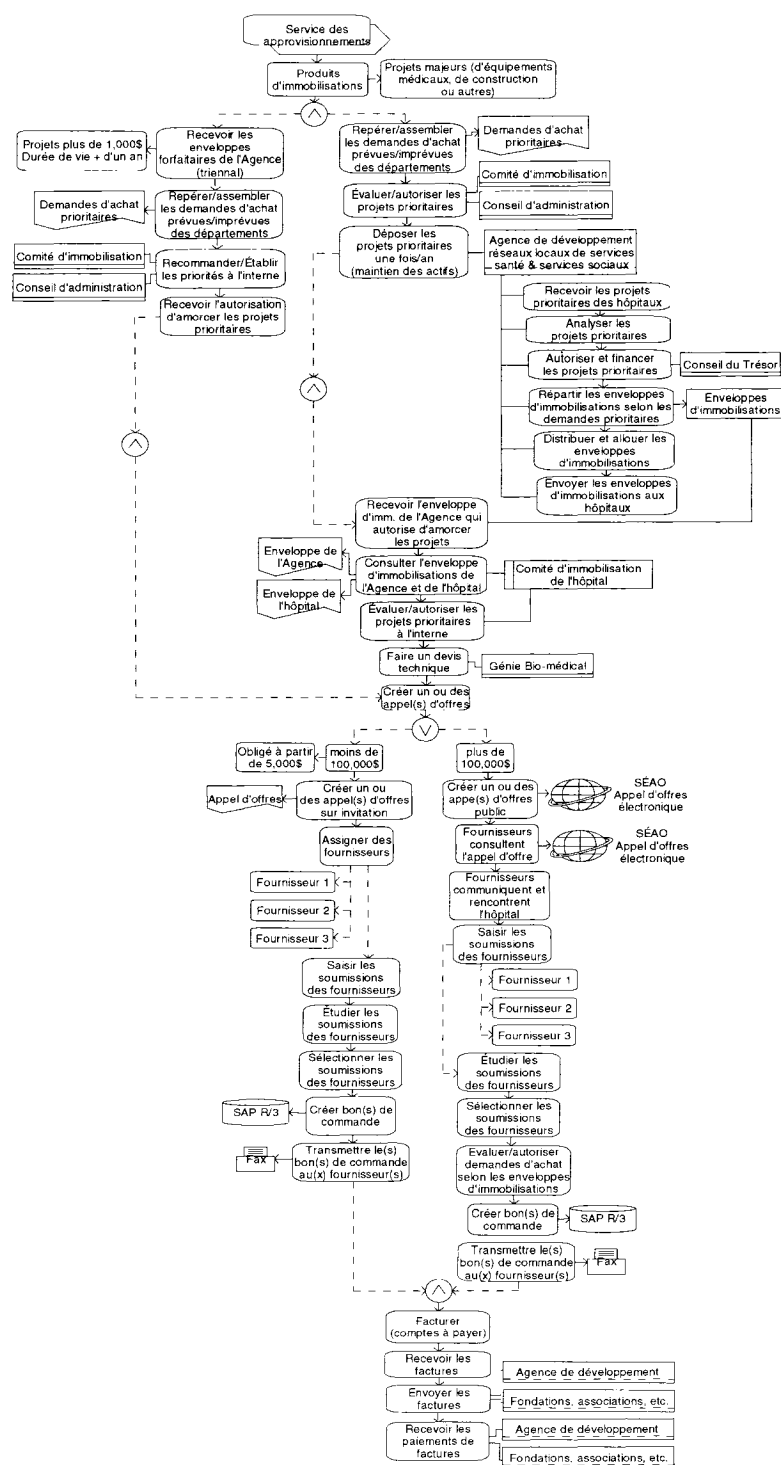 Service des
approvisionnements
Produits
d'immobilisations
Projets majeurs (d'équipements
médicaux, de construction
ou autres)
Projets plus de 1,000$
Durée de vie + d'un an
Recevoir les
enveloppes
forfaitaires de l'Agence
(triennal)
Demandes d'achat
prioritaires
Repérer/assembler
les demandes d'achat
prévues/imprévues
des départements
Comité d'immobilisation
Conseil d'administration
Recommander/Établir
les priorités à l'interne
Recevoir l'autorisation
d'amorcer les projets
prioritaires
Repérer/assembler
les demandes d'achat
prévues/imprévues
des départements
Demandes d'achat
prioritaires
Évaluer/autoriser les
projets prioritaires
Comité d'immobilisation
Conseil d'administration
Déposer les
projets prioritaires
une fois/an
(maintien des actifs)
Agence de développement
réseaux locaux de services
santé & services sociaux
Recevoir les projets
prioritaires des hôpitaux
Analyser les
projets prioritaires
Autoriser et financer
les projets prioritaires
Conseil du Trésor
Répartir les enveloppes
d'immobilisations selon les
demandes prioritaires
Enveloppes
d'immobilisations
Distribuer et allouer les
enveloppes
d'immobilisations
Envoyer les enveloppes
d'immobilisations aux
hôpitaux
Recevoir l'enveloppe
d'imm. de l'Agence qui
autorise d'amorcer
les projets
Enveloppe de
l'Agence
Enveloppe de
l'hôpital
Consulter l'enveloppe
d'immobilisations de
l'Agence et de l'hôpital
Comité d'immobilisation
de l'hôpital
Évaluer/autoriser les
projets prioritaires
à l'interne
Faire un devis
technique
Génie Bio-médical
Créer un ou des
appel(s) d'offres
Obligé à partir
de 5,000$
moins de
100,000$
Appel d'offres
Créer un ou
des appel(s) d'offres
sur invitation
Assigner des
fournisseurs
Fournisseur 1
Fournisseur 2
Fournisseur 3
Saisir les
soumissions
des fournisseurs
Étudier les
soumissions
des fournisseurs
Sélectionner les
soumissions
des fournisseurs
SAP R/3
Créer bon(s) de
commande
Fax
Transmettre le(s)
bon(s) de commande
au(x) fournisseur(s)
plus de
100,000$
Créer un ou des
appe(s) d'offres
public
SÉAO
Appel d'offres
électronique
Fournisseurs
consultent
l'appel d'offre
SÉAO
Appel d'offres
électronique
Fournisseurs
communiquent et
rencontrent
l'hôpital
Saisir les
soumissions
des fournisseurs
Fournisseur 1
Fournisseur 2
Fournisseur 3
Étudier les
soumissions
des fournisseurs
Sélectionner les
soumissions
des fournisseurs
Evaluer/autoriser
demandes d'achat
selon les enveloppes
d'immobilisations
Créer bon(s) de
commande
SAP R/3
Transmettre le(s)
bon(s) de commande
au(x) fournisseur(s)
Fax
Facturer
(comptes à payer)
Recevoir les
factures
Agence de développement
Envoyer les
factures
Fondations, associations, etc.
Recevoir les
paiements de
factures
Agence de développement
Fondations, associations, etc.